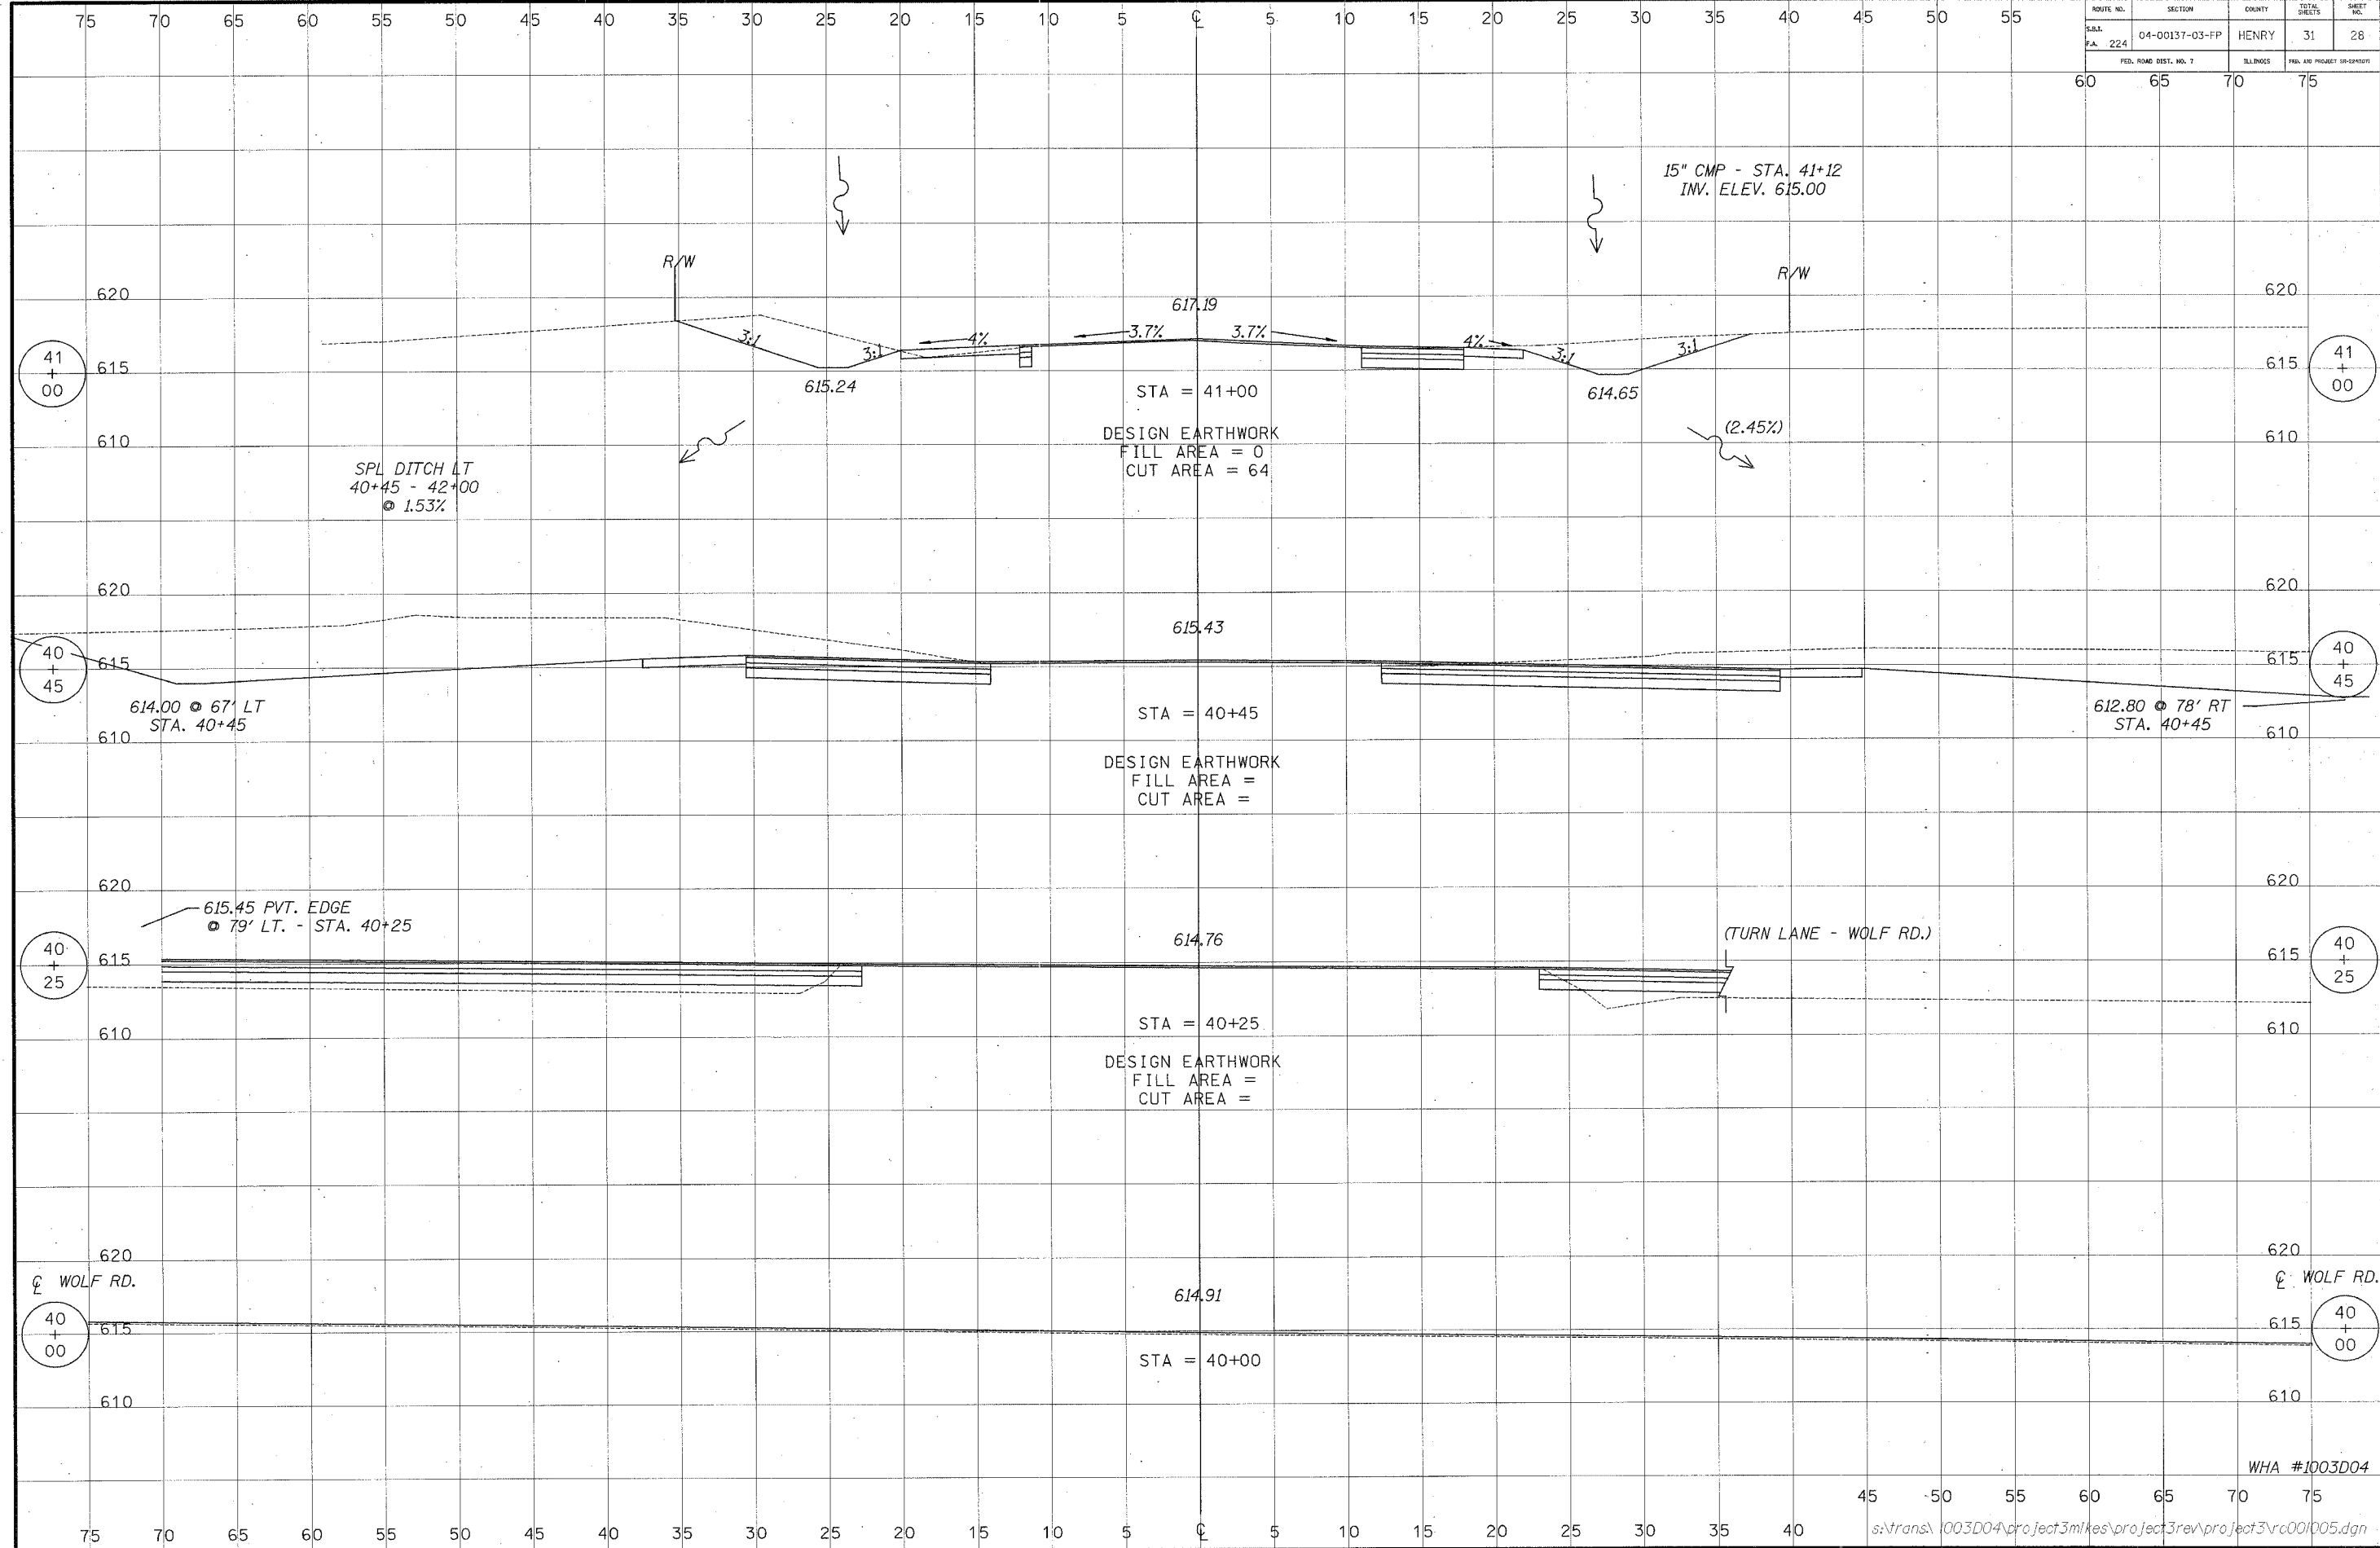 75 70 65 60 55 50 45 40 35 30 25 20 15 10 5 ℄ 5 10 15 20 25 30 35 40 45 50 55
ROUTE NO. SECTION COUNTY TOTAL SHEETS SHEET NO.
S.B.I.
F.A. 224 04-00137-03-FP HENRY 31 28
FED. ROAD DIST. NO. 7 ILLINOIS FED. AID PROJECT
60 65 70 75
15" CMP - STA. 41+12
INV. ELEV. 615.00
R/W
R/W
620 617.19 620
3:1 3:1 4% 3.7% 3.7% 4% 3:1 3:1
41
+
00
615
615
41
+
00
615.24
STA = 41+00
614.65
DESIGN EARTHWORK
FILL AREA = 0
CUT AREA = 64
610
(2.45%)
610
SPL DITCH LT
40+45 - 42+00
@ 1.53%
620
620
615.43
40
+
45
615
615
40
+
45
614.00 @ 67' LT
STA. 40+45
STA = 40+45
612.80 @ 78' RT
STA. 40+45
610
610
DESIGN EARTHWORK
FILL AREA =
CUT AREA =
620
620
615.45 PVT. EDGE
@ 79' LT. - STA. 40+25
614.76
(TURN LANE - WOLF RD.)
40
+
25
615
615
40
+
25
STA = 40+25
610
610
DESIGN EARTHWORK
FILL AREA =
CUT AREA =
620
620
℄ WOLF RD.
℄ WOLF RD.
614.91
40
+
00
615
615
40
+
00
STA = 40+00
610
610
WHA #1003D04
45 50 55 60 65 70 75
75 70 65 60 55 50 45 40 35 30 25 20 15 10 5 ℄ 5 10 15 20 25 30 35 40
s:\trans\1003D04\project3mikes\project3rev\project3\rc001005.dgn